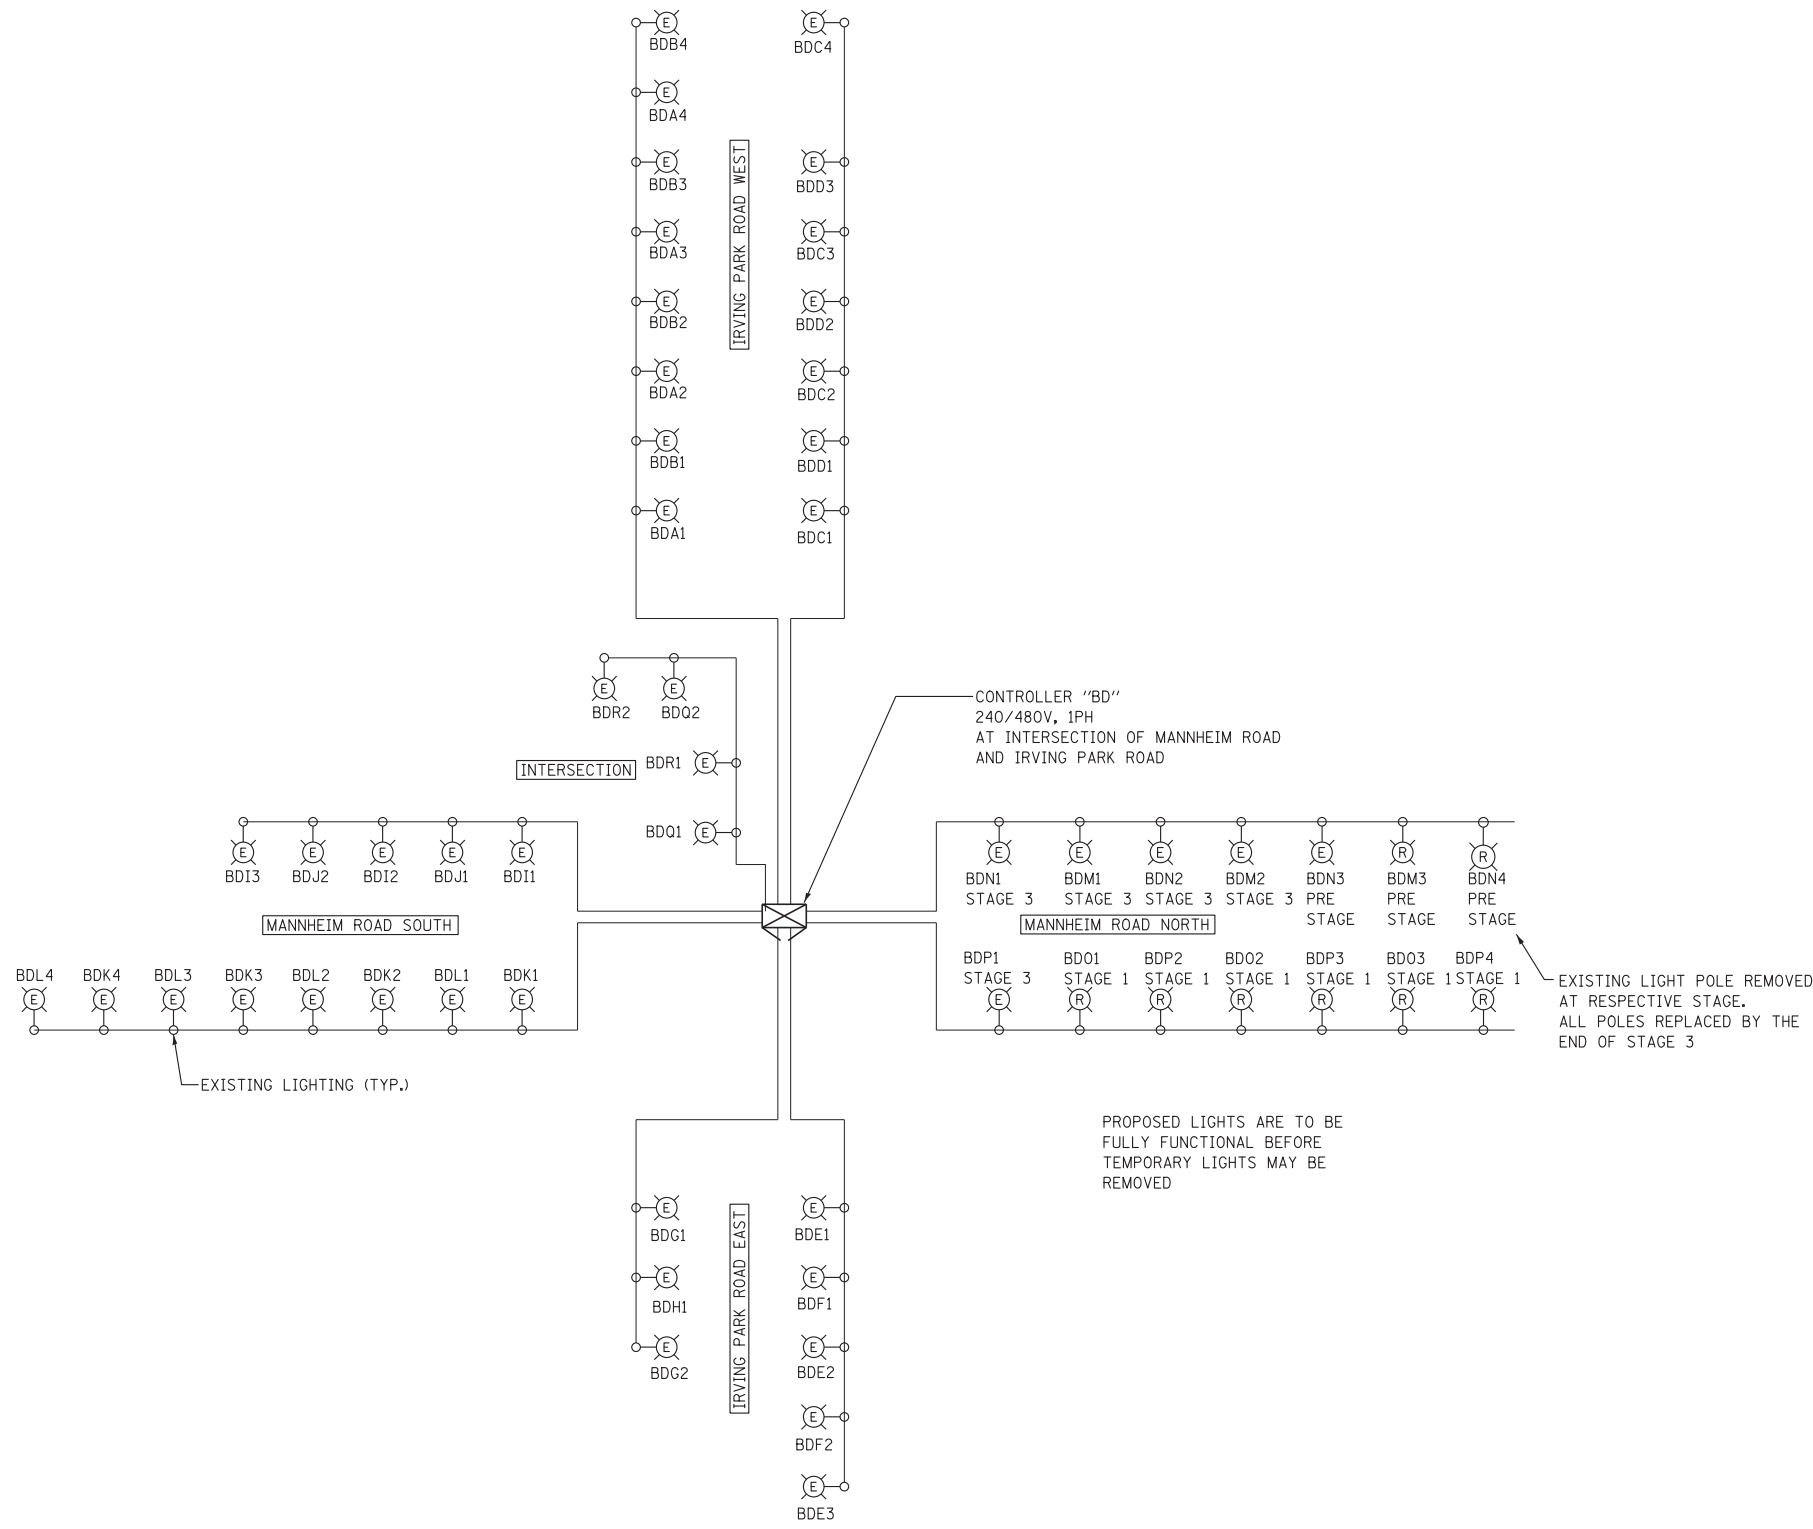 E BDB4
E BDC4
E BDA4
IRVING PARK ROAD WEST
E BDB3
E BDD3
E BDA3
E BDC3
E BDB2
E BDD2
E BDA2
E BDC2
E BDB1
E BDD1
E BDA1
E BDC1
E BDR2
E BDQ2
CONTROLLER "BD"
240/480V, 1PH
AT INTERSECTION OF MANNHEIM ROAD
AND IRVING PARK ROAD
INTERSECTION
BDR1 E
BDQ1 E
E E E E E
BDI3 BDJ2 BDI2 BDJ1 BDI1
MANNHEIM ROAD SOUTH
BDL4 BDK4 BDL3 BDK3 BDL2 BDK2 BDL1 BDK1
E E E E E E E E
EXISTING LIGHTING (TYP.)
E E E E E R R
BDN1 BDM1 BDN2 BDM2 BDN3 BDM3 BDN4
STAGE 3 STAGE 3 STAGE 3 STAGE 3 PRE PRE PRE
STAGE STAGE STAGE
MANNHEIM ROAD NORTH
BDP1 BDO1 BDP2 BDO2 BDP3 BDO3 BDP4
STAGE 3 STAGE 1 STAGE 1 STAGE 1 STAGE 1 STAGE 1 STAGE 1
E R R R R R R
EXISTING LIGHT POLE REMOVED
AT RESPECTIVE STAGE.
ALL POLES REPLACED BY THE
END OF STAGE 3
PROPOSED LIGHTS ARE TO BE
FULLY FUNCTIONAL BEFORE
TEMPORARY LIGHTS MAY BE
REMOVED
IRVING PARK ROAD EAST
E BDG1
E BDE1
E BDH1
E BDF1
E BDG2
E BDE2
E BDF2
E BDE3